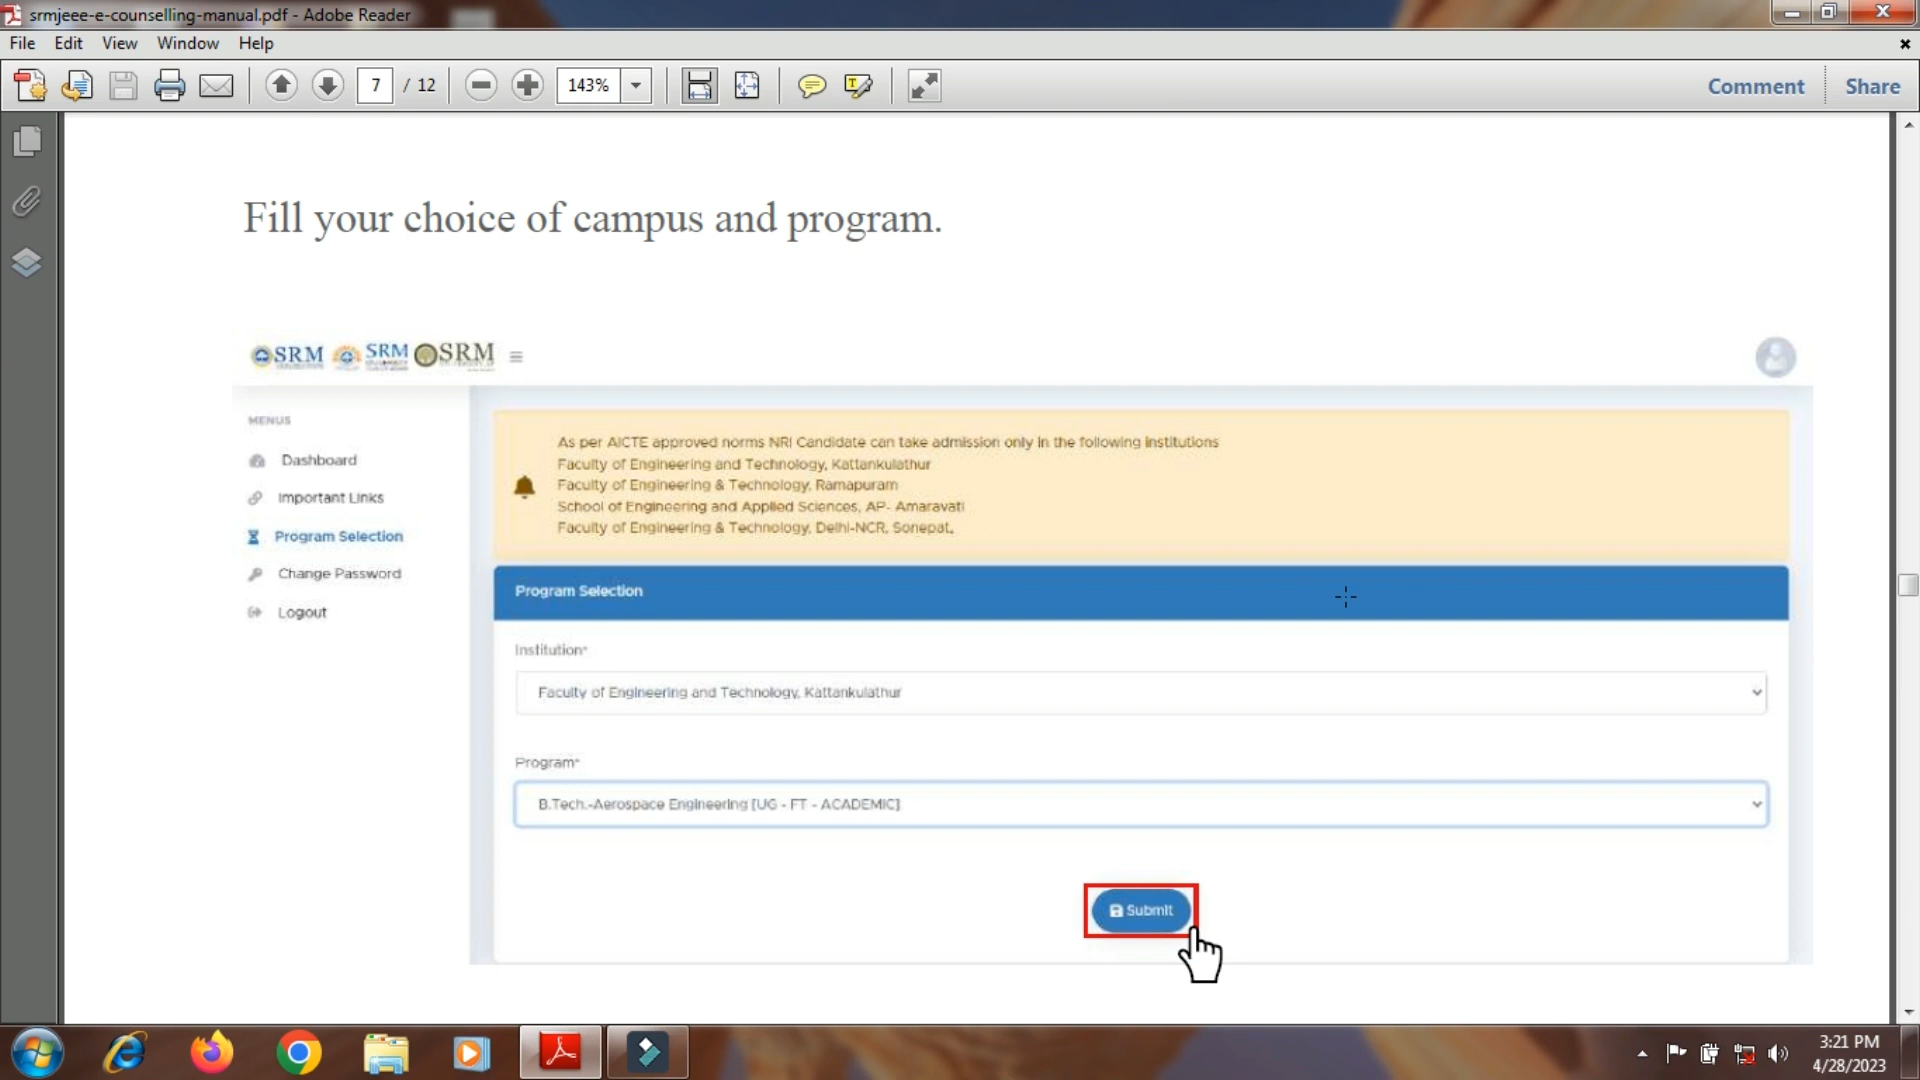 srmjeee-e-counselling-manual.pdf - Adobe Reader
File Edit View Window Help
7 / 12 143% Comment Share
Fill your choice of campus and program.
SRM SRM SRM
MENUS
Dashboard
Important Links
Program Selection
Change Password
Logout
As per AICTE approved norms NRI Candidate can take admission only in the following institutions
Faculty of Engineering and Technology, Kattankulathur
Faculty of Engineering & Technology, Ramapuram
School of Engineering and Applied Sciences, AP- Amaravati
Faculty of Engineering & Technology, Delhi-NCR, Sonepat,
Program Selection
Institution*
Faculty of Engineering and Technology, Kattankulathur
Program*
B.Tech.-Aerospace Engineering [UG - FT - ACADEMIC]
Submit
3:21 PM
4/28/2023